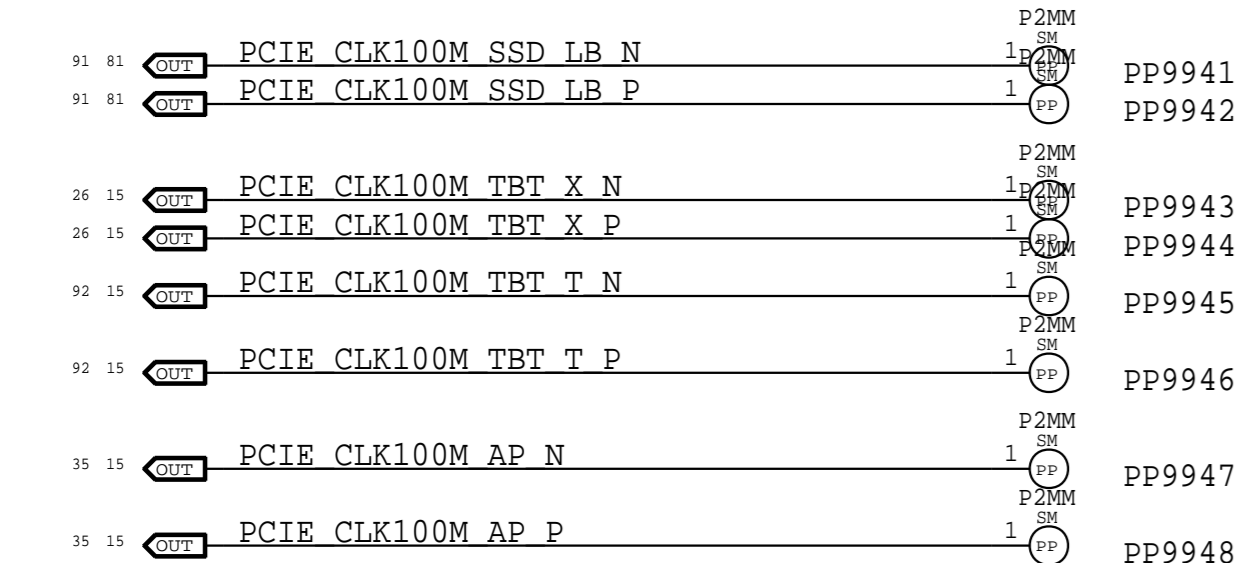 P2MM
SM
91 81 OUT PCIE_CLK100M_SSD_LB_N 1 PP PP9941
P2MM
SM
91 81 OUT PCIE_CLK100M_SSD_LB_P 1 PP PP9942
P2MM
SM
26 15 OUT PCIE_CLK100M_TBT_X_N 1 PP PP9943
P2MM
SM
26 15 OUT PCIE_CLK100M_TBT_X_P 1 PP PP9944
P2MM
SM
92 15 OUT PCIE_CLK100M_TBT_T_N 1 PP PP9945
P2MM
SM
92 15 OUT PCIE_CLK100M_TBT_T_P 1 PP PP9946
P2MM
SM
35 15 OUT PCIE_CLK100M_AP_N 1 PP PP9947
P2MM
SM
35 15 OUT PCIE_CLK100M_AP_P 1 PP PP9948